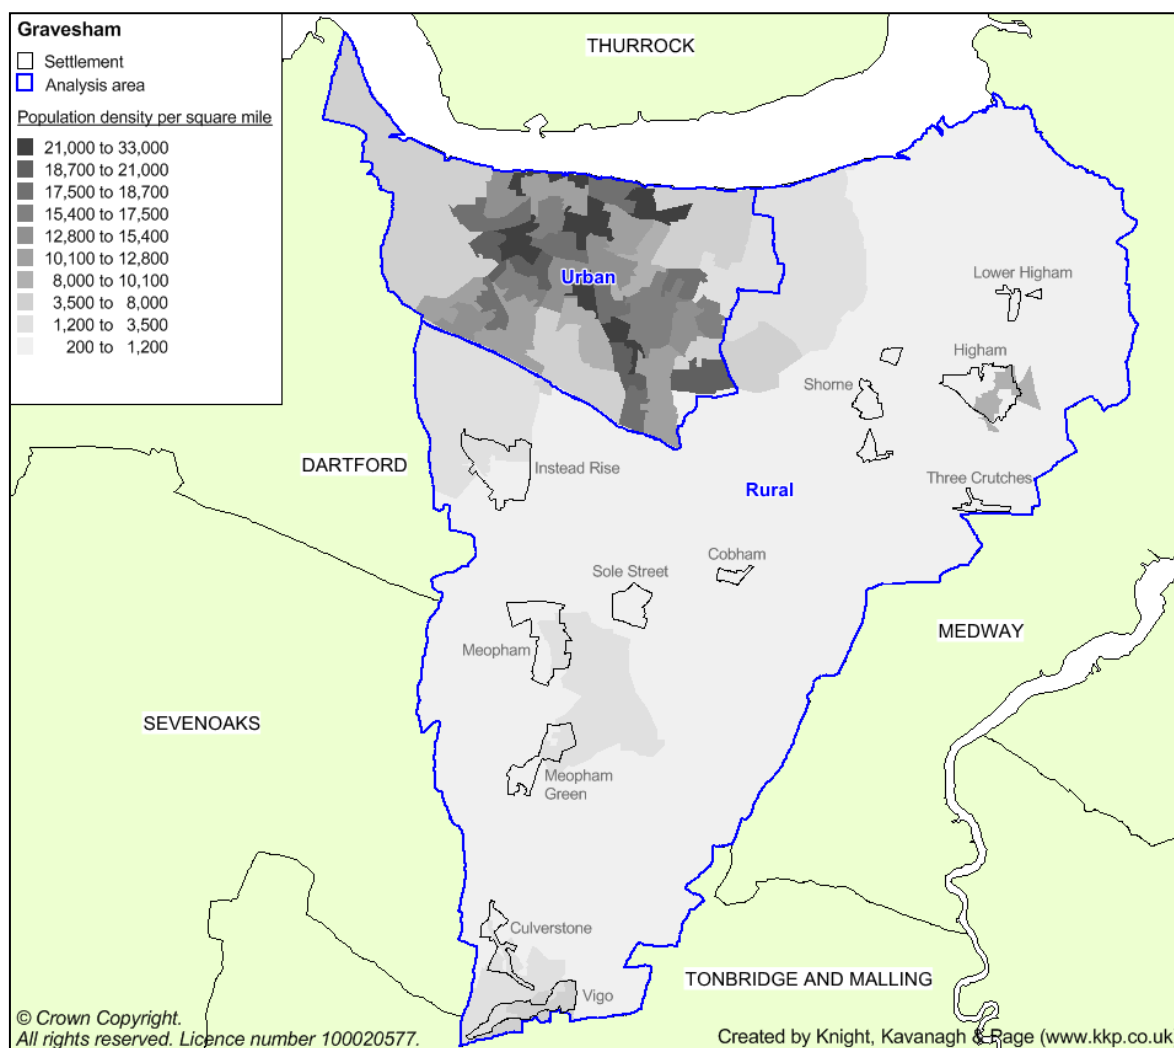 Gravesham
Settlement
Analysis area
Population density per square mile
21,000 to 33,000
18,700 to 21,000
17,500 to 18,700
15,400 to 17,500
12,800 to 15,400
10,100 to 12,800
8,000 to 10,100
3,500 to 8,000
1,200 to 3,500
200 to 1,200
THURROCK
Urban
Lower Higham
Higham
Shorne
DARTFORD
Instead Rise
Rural
Three Crutches
Cobham
Sole Street
MEDWAY
Meopham
SEVENOAKS
Meopham
Green
Culverstone
TONBRIDGE AND MALLING
Vigo
© Crown Copyright.
All rights reserved. Licence number 100020577.
Created by Knight, Kavanagh & Page (www.kkp.co.uk